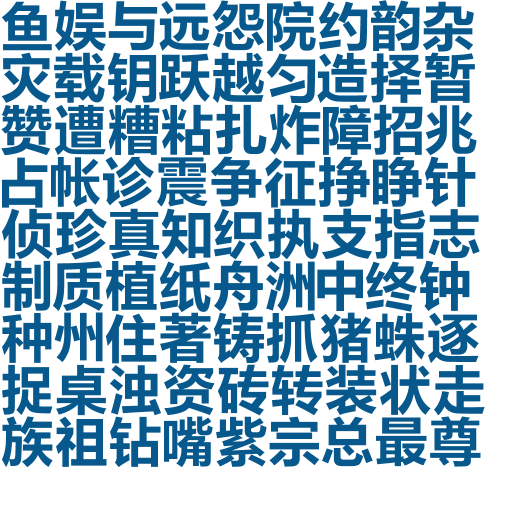 鱼娱与远怨院约韵杂
灾载钥跃越匀造择暂
赞遭糟粘扎炸障招兆
占帐诊震争征挣睁针
侦珍真知织执支指志
制质植纸舟洲中终钟
种州住著铸抓猪蛛逐
捉桌浊资砖转装状走
族祖钻嘴紫宗总最尊